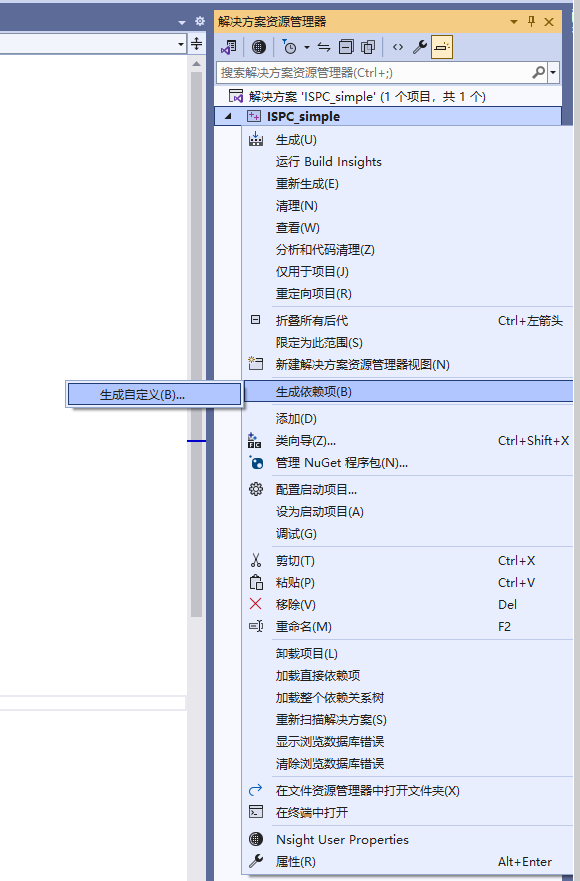 解决方案资源管理器
搜索解决方案资源管理器(Ctrl+;)
解决方案 'ISPC_simple' (1 个项目，共 1 个)
ISPC_simple
生成(U)
运行 Build Insights
重新生成(E)
清理(N)
查看(W)
分析和代码清理(Z)
仅用于项目(J)
重定向项目(R)
折叠所有后代 Ctrl+左箭头
限定为此范围(S)
新建解决方案资源管理器视图(N)
生成依赖项(B)
生成自定义(B)...
添加(D)
类向导(Z)... Ctrl+Shift+X
管理 NuGet 程序包(N)...
配置启动项目...
设为启动项目(A)
调试(G)
剪切(T) Ctrl+X
粘贴(P) Ctrl+V
移除(V) Del
重命名(M) F2
卸载项目(L)
加载直接依赖项
加载整个依赖关系树
重新扫描解决方案(S)
显示浏览数据库错误
清除浏览数据库错误
在文件资源管理器中打开文件夹(X)
在终端中打开
Nsight User Properties
属性(R) Alt+Enter